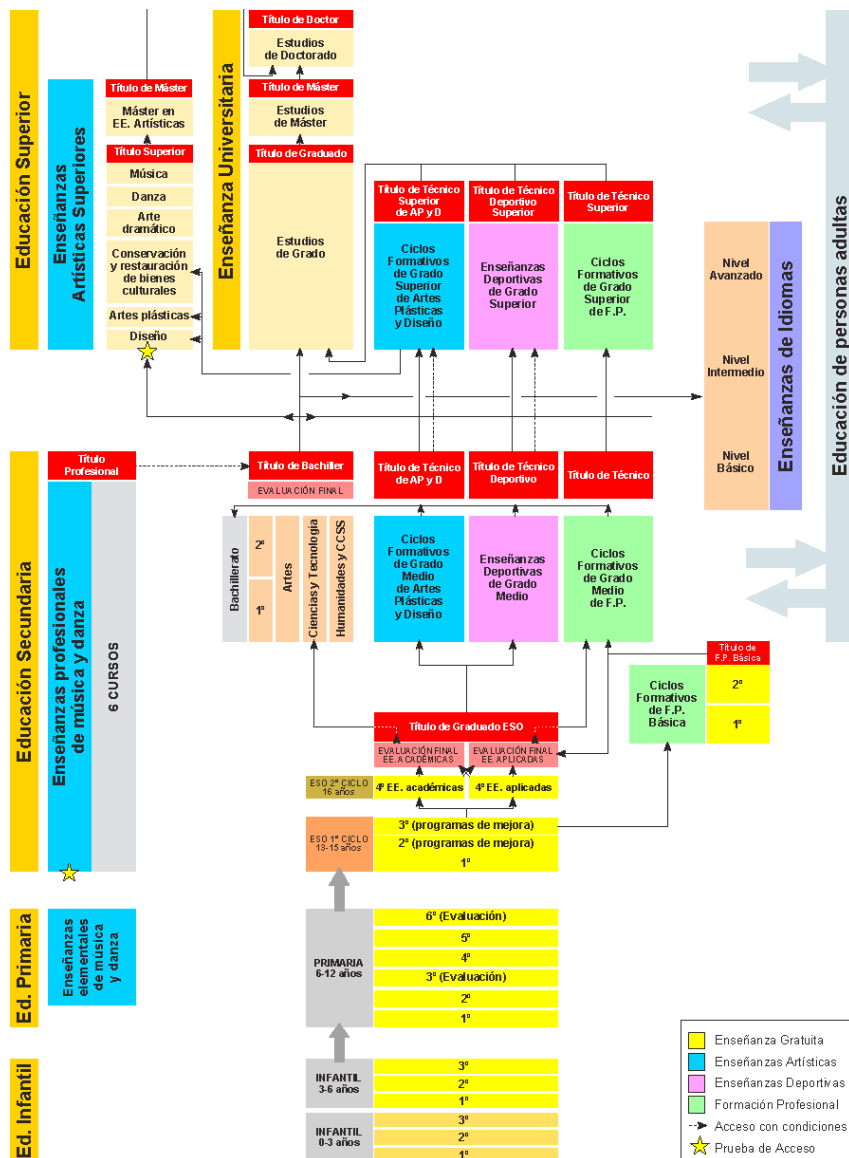 Educación Superior
Enseñanzas
Artísticas Superiores
Título de Máster
Máster en
EE. Artísticas
Título Superior
Música
Danza
Arte
dramático
Conservación
y restauración
de bienes
culturales
Artes plásticas
Diseño
Enseñanza Universitaria
Título de Doctor
Estudios
de Doctorado
Título de Máster
Estudios
de Máster
Título de Graduado
Estudios
de Grado
Título de Técnico
Superior
de AP y D
Ciclos
Formativos
de Grado
Superior
de Artes
Plásticas
y Diseño
Título de Técnico
Deportivo
Superior
Enseñanzas
Deportivas
de Grado
Superior
Título de Técnico
Superior
Ciclos
Formativos
de Grado
Superior
de F.P.
Nivel
Avanzado
Nivel
Intermedio
Nivel
Básico
Enseñanzas de Idiomas
Educación de personas adultas
Educación Secundaria
Título
Profesional
Enseñanzas profesionales
de música y danza
6 CURSOS
Título de Bachiller
EVALUACIÓN FINAL
Bachillerato
2º
1º
Artes
Ciencias y Tecnología
Humanidades y CCSS
Título de Técnico
de AP y D
Ciclos
Formativos
de Grado
Medio
de Artes
Plásticas
y Diseño
Título de Técnico
Deportivo
Enseñanzas
Deportivas
de Grado
Medio
Título de Técnico
Ciclos
Formativos
de Grado
Medio
de F.P.
Título de
F.P. Básica
Ciclos
Formativos
de F.P.
Básica
2º
1º
Título de Graduado ESO
EVALUACIÓN FINAL
EE. ACADÉMICAS
EVALUACIÓN FINAL
EE. APLICADAS
ESO 2º CICLO
16 años
4º EE. académicas
4º EE. aplicadas
ESO 1º CICLO
13-15 años
3º (programas de mejora)
2º (programas de mejora)
1º
Ed. Primaria
Enseñanzas
elementales
de música
y danza
PRIMARIA
6-12 años
6º (Evaluación)
5º
4º
3º (Evaluación)
2º
1º
Ed. Infantil
INFANTIL
3-6 años
3º
2º
1º
INFANTIL
0-3 años
3º
2º
1º
Enseñanza Gratuita
Enseñanzas Artísticas
Enseñanzas Deportivas
Formación Profesional
Acceso con condiciones
Prueba de Acceso